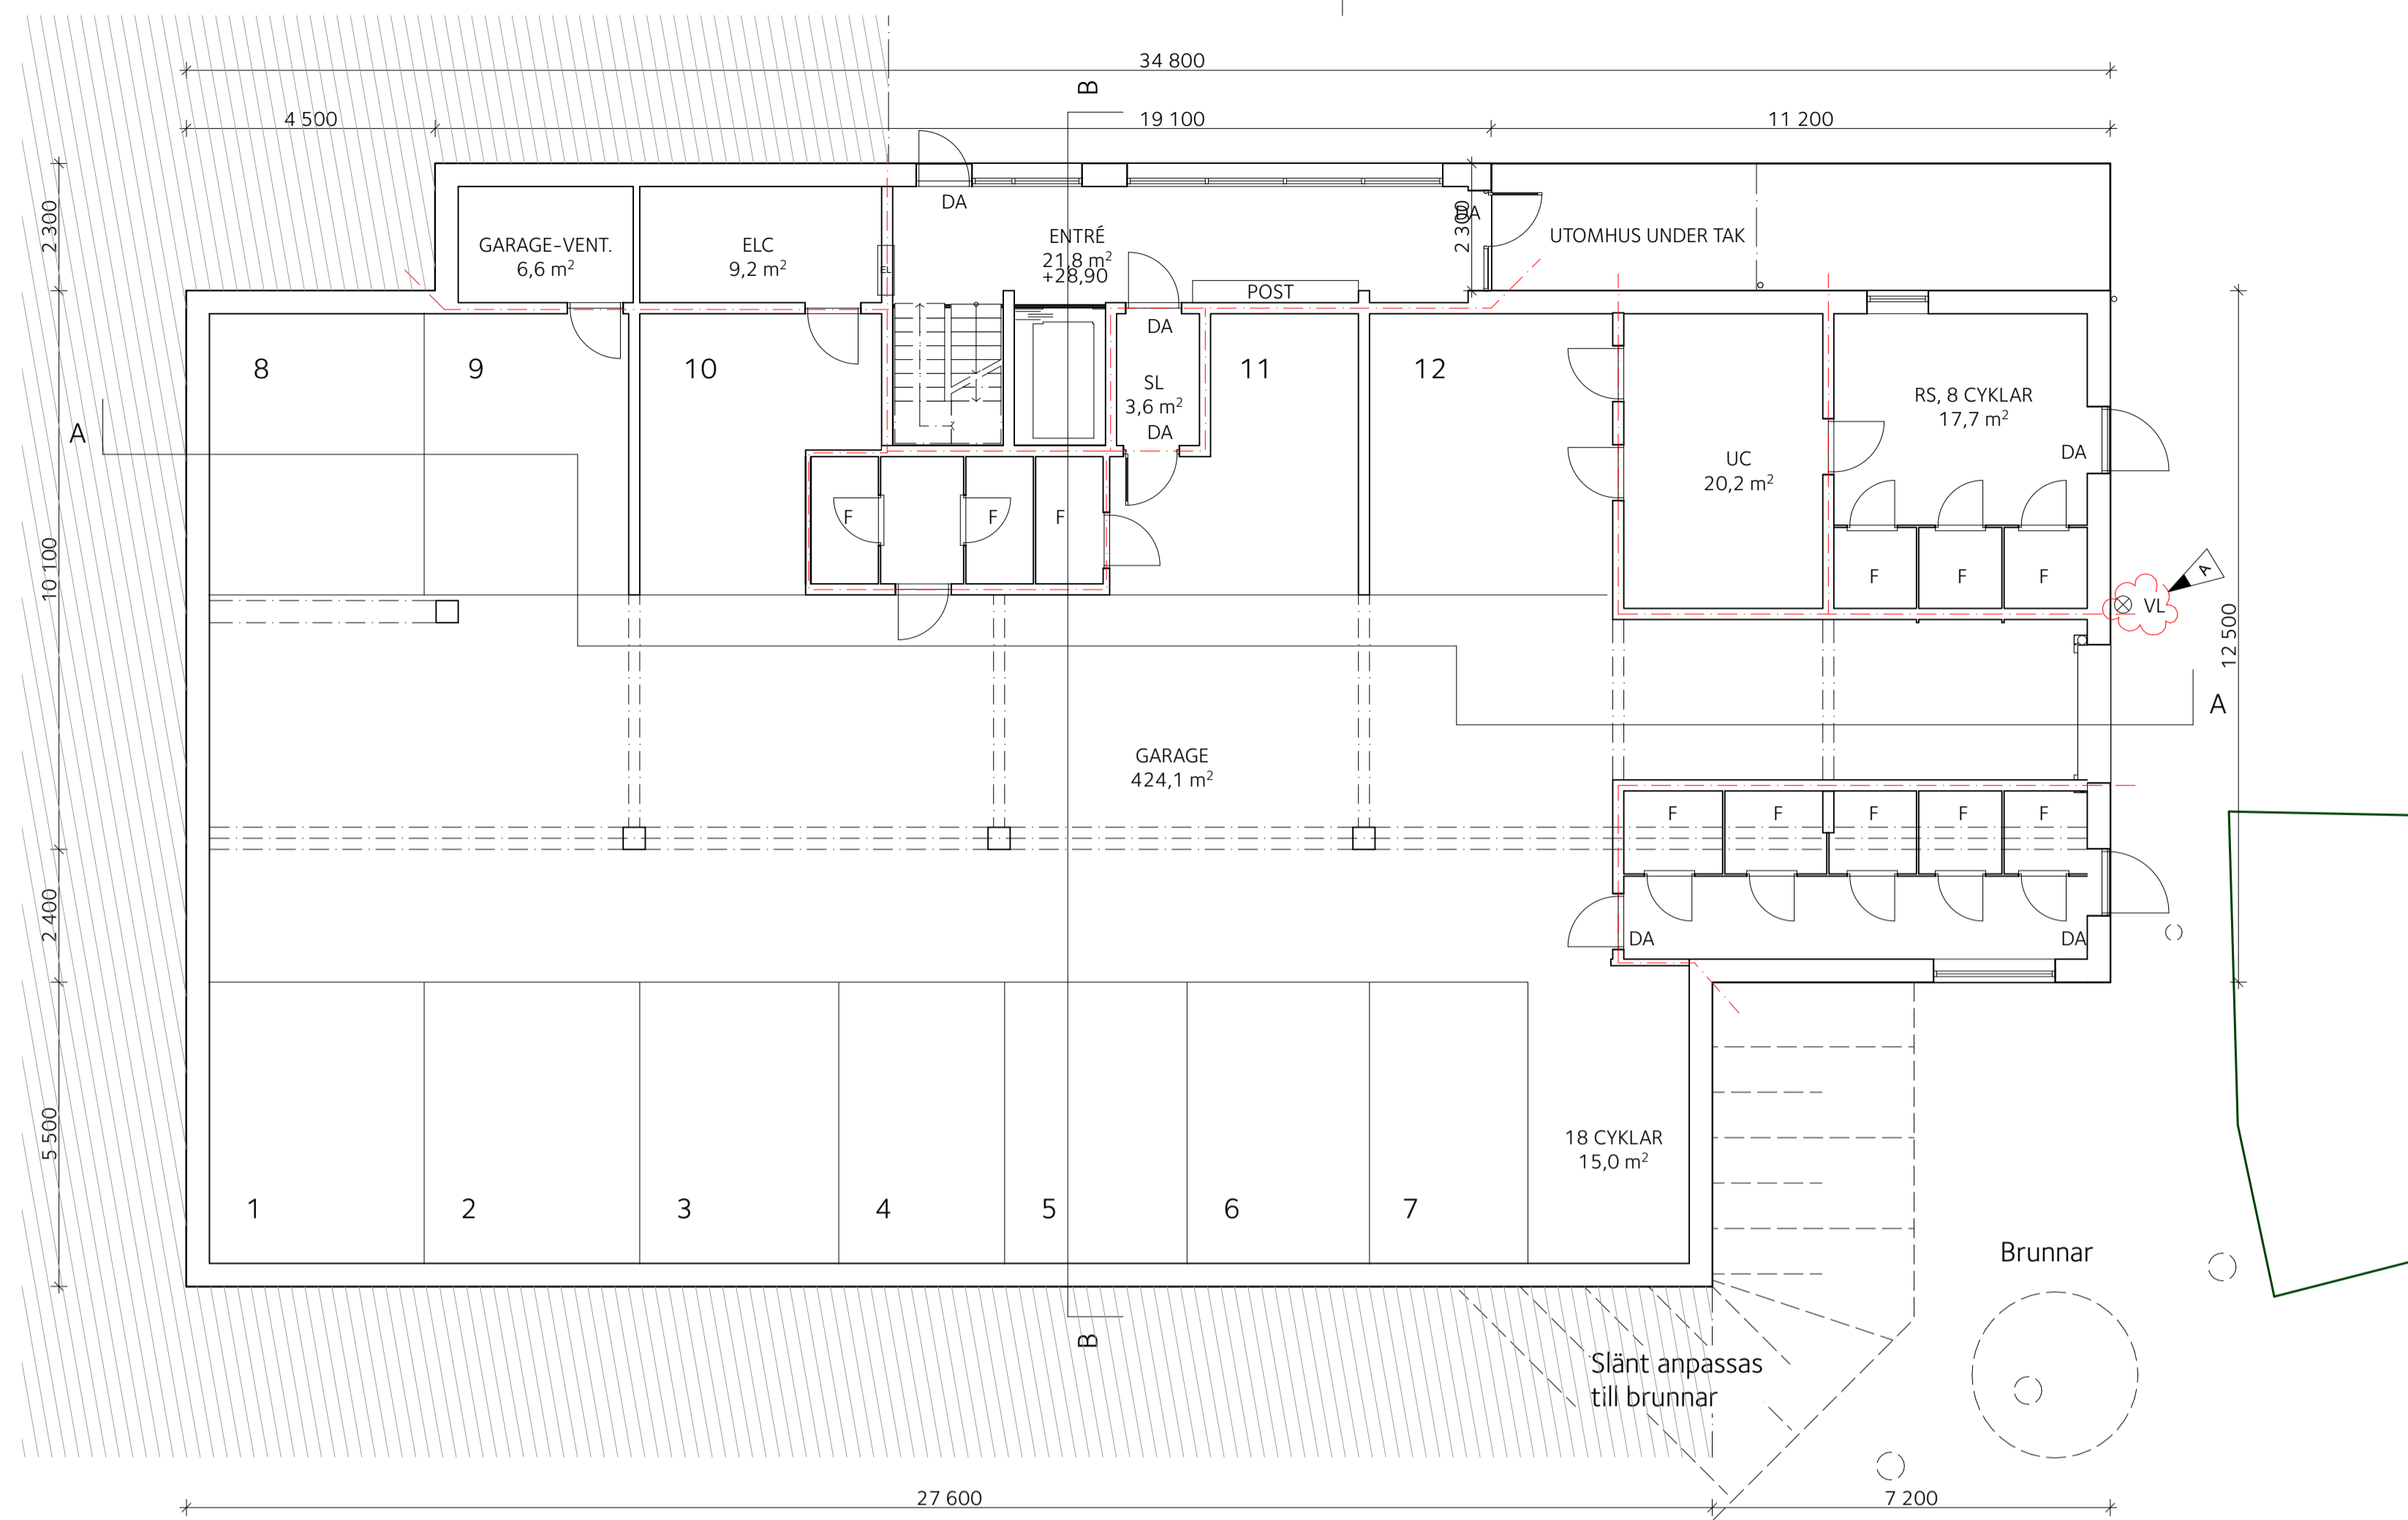 34 800
B
4 500
19 100
11 200
2 300
DA
2 300
DA
GARAGE-VENT.
6,6 m²
ELC
9,2 m²
EL
ENTRÉ
21,8 m²
+28,90
UTOMHUS UNDER TAK
POST
DA
8
9
10
SL
3,6 m²
11
12
RS, 8 CYKLAR
17,7 m²
A
DA
DA
UC
20,2 m²
F
F
F
10 100
F
F
F
A
VL
12 500
A
GARAGE
424,1 m²
F
F
F
F
F
2 400
DA
DA
5 500
18 CYKLAR
15,0 m²
1
2
3
4
5
6
7
Brunnar
B
Slänt anpassas
till brunnar
27 600
7 200